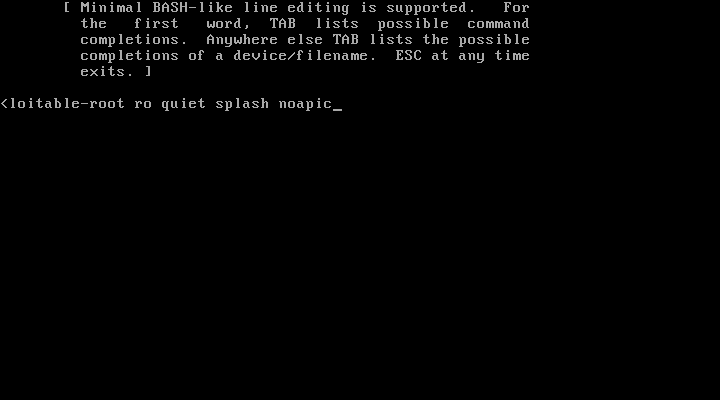 [ Minimal BASH-like line editing is supported.   For
the   first   word,  TAB  lists  possible  command
completions.  Anywhere else TAB lists the possible
completions of a device/filename.  ESC at any time
exits. ]
<loitable-root ro quiet splash noapic_